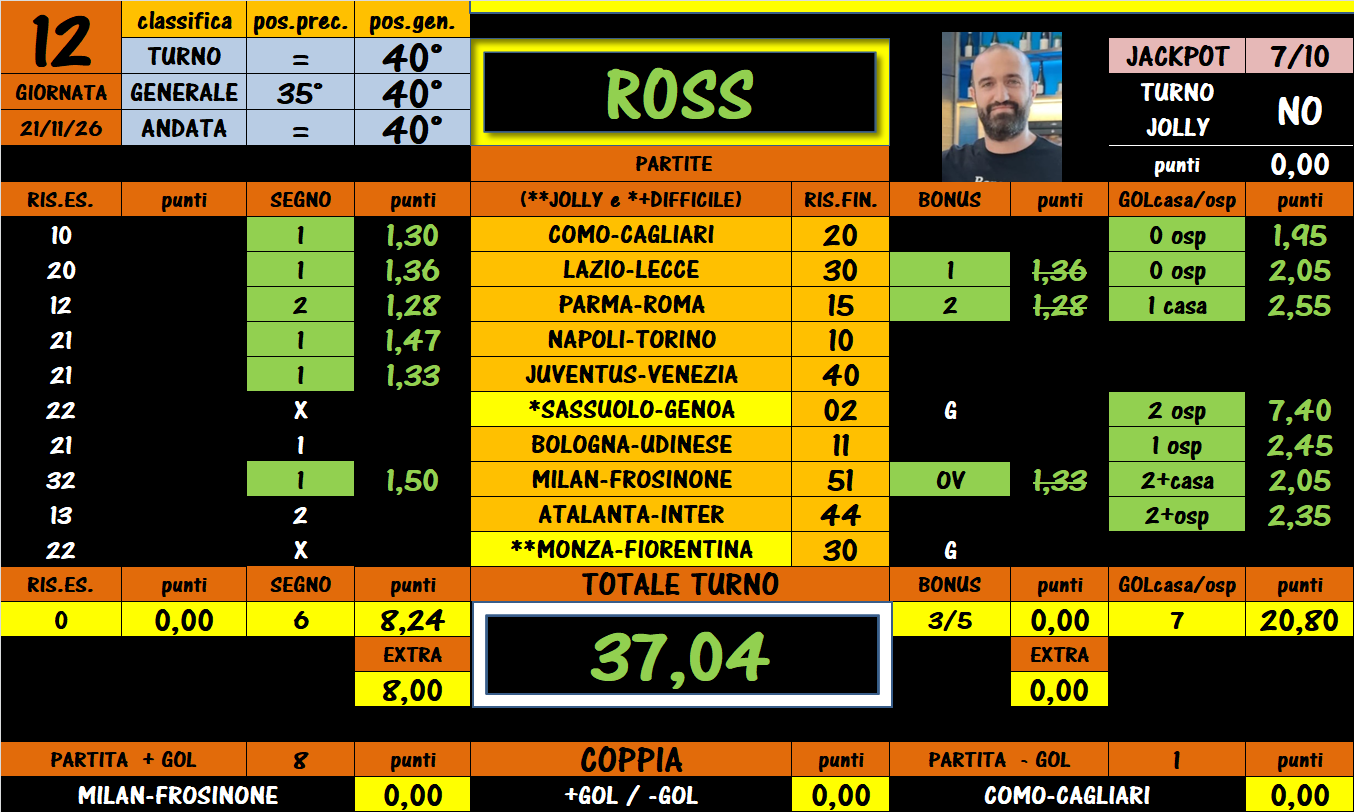 12 classifica pos.prec. pos.gen.
TURNO = 40°
GIORNATA GENERALE 35° 40°
21/11/26 ANDATA = 40°
ROSS
JACKPOT 7/10
TURNO JOLLY NO
punti 0,00
PARTITE
RIS.ES. punti SEGNO punti (**JOLLY e *+DIFFICILE) RIS.FIN. BONUS punti GOLcasa/osp punti
10 1 1,30 COMO-CAGLIARI 20 0 osp 1,95
20 1 1,36 LAZIO-LECCE 30 1 1,36 0 osp 2,05
12 2 1,28 PARMA-ROMA 15 2 1,28 1 casa 2,55
21 1 1,47 NAPOLI-TORINO 10
21 1 1,33 JUVENTUS-VENEZIA 40
22 X *SASSUOLO-GENOA 02 G 2 osp 7,40
21 1 BOLOGNA-UDINESE 11 1 osp 2,45
32 1 1,50 MILAN-FROSINONE 51 OV 1,33 2+casa 2,05
13 2 ATALANTA-INTER 44 2+osp 2,35
22 X **MONZA-FIORENTINA 30 G
RIS.ES. punti SEGNO punti TOTALE TURNO BONUS punti GOLcasa/osp punti
0 0,00 6 8,24 37,04 3/5 0,00 7 20,80
EXTRA EXTRA
8,00 0,00
PARTITA + GOL 8 punti COPPIA punti PARTITA - GOL 1 punti
MILAN-FROSINONE 0,00 +GOL / -GOL 0,00 COMO-CAGLIARI 0,00